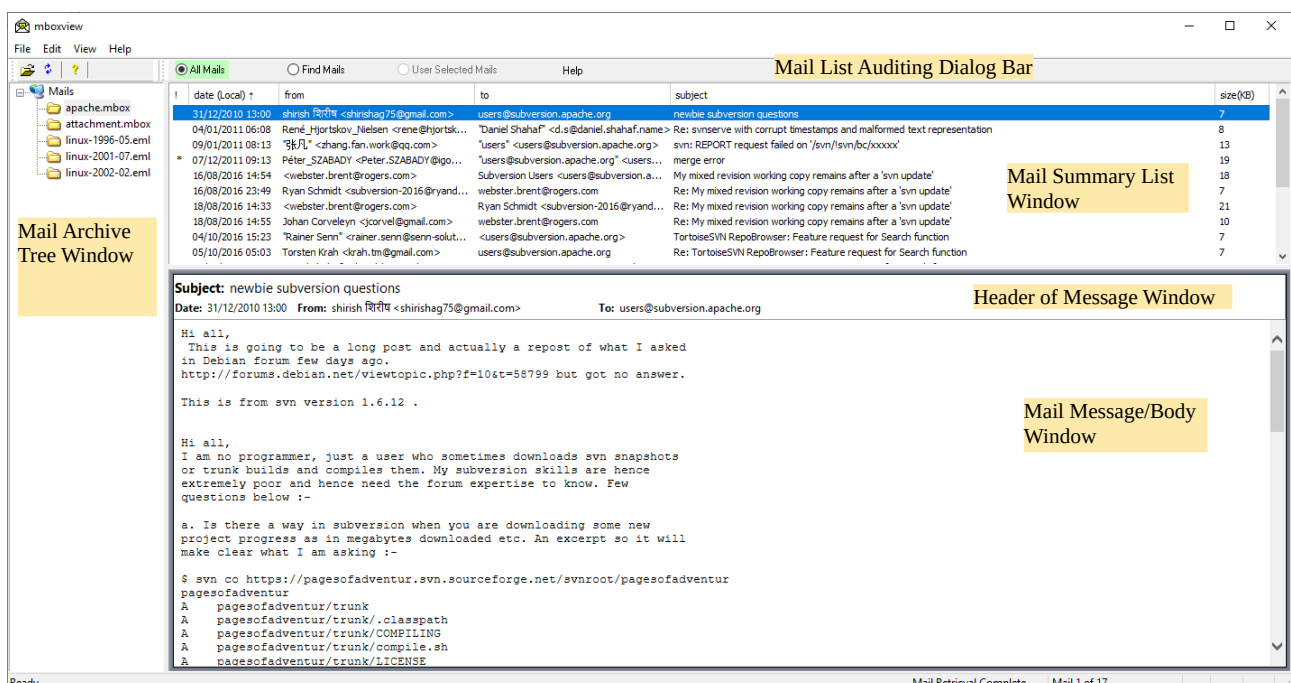 mboxview
File Edit View Help
All Mails Find Mails User Selected Mails Help
Mail List Auditing Dialog Bar
Mails
apache.mbox
attachment.mbox
linux-1996-05.eml
linux-2001-07.eml
linux-2002-02.eml
Mail Archive
Tree Window
! date (Local) ↑ from to subject size(KB)
31/12/2010 13:00 shirish शिरीष <shirishag75@gmail.com> users@subversion.apache.org newbie subversion questions 7
04/01/2011 06:08 René_Hjortskov_Nielsen <rene@hjortsk... "Daniel Shahaf" <d.s@daniel.shahaf.name> Re: svnserve with corrupt timestamps and malformed text representation 8
09/01/2011 08:13 "张凡" <zhang.fan.work@qq.com> "users" <users@subversion.apache.org> svn: REPORT request failed on '/svn/!svn/bc/xxxxx' 13
* 07/12/2011 09:13 Péter_SZABADY <Peter.SZABADY@igo... "users@subversion.apache.org" <users... merge error 19
16/08/2016 14:54 <webster.brent@rogers.com> Subversion Users <users@subversion.a... My mixed revision working copy remains after a 'svn update' 18
16/08/2016 23:49 Ryan Schmidt <subversion-2016@ryand... webster.brent@rogers.com Re: My mixed revision working copy remains after a 'svn update' 7
18/08/2016 14:33 <webster.brent@rogers.com> Ryan Schmidt <subversion-2016@ryand... Re: My mixed revision working copy remains after a 'svn update' 21
18/08/2016 14:55 Johan Corveleyn <jcorvel@gmail.com> webster.brent@rogers.com Re: My mixed revision working copy remains after a 'svn update' 10
04/10/2016 15:23 "Rainer Senn" <rainer.senn@senn-solut... <users@subversion.apache.org> TortoiseSVN RepoBrowser: Feature request for Search function 7
05/10/2016 05:03 Torsten Krah <krah.tm@gmail.com> users@subversion.apache.org Re: TortoiseSVN RepoBrowser: Feature request for Search function 7
Mail Summary List
Window
Subject: newbie subversion questions
Date: 31/12/2010 13:00 From: shirish शिरीष <shirishag75@gmail.com> To: users@subversion.apache.org
Header of Message Window
Hi all,
This is going to be a long post and actually a repost of what I asked
in Debian forum few days ago.
http://forums.debian.net/viewtopic.php?f=10&t=58799 but got no answer.
This is from svn version 1.6.12 .
Mail Message/Body
Window
Hi all,
I am no programmer, just a user who sometimes downloads svn snapshots
or trunk builds and compiles them. My subversion skills are hence
extremely poor and hence need the forum expertise to know. Few
questions below :-
a. Is there a way in subversion when you are downloading some new
project progress as in megabytes downloaded etc. An excerpt so it will
make clear what I am asking :-
$ svn co https://pagesofadventur.svn.sourceforge.net/svnroot/pagesofadventur
pagesofadventur
A pagesofadventur/trunk
A pagesofadventur/trunk/.classpath
A pagesofadventur/trunk/COMPILING
A pagesofadventur/trunk/compile.sh
A pagesofadventur/trunk/LICENSE
Ready Mail Retrieval Complete Mail 1 of 17